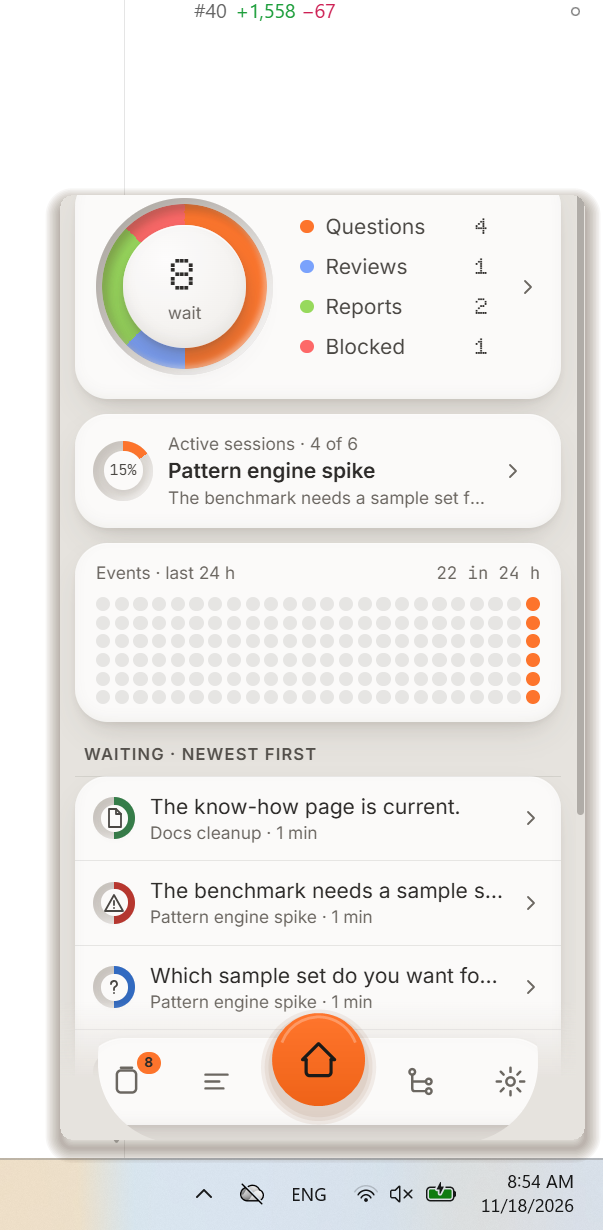 #40 +1,558 −67
8
wait
Questions 4
Reviews 1
Reports 2
Blocked 1
15%
Active sessions · 4 of 6
Pattern engine spike
The benchmark needs a sample set f...
Events · last 24 h 22 in 24 h
WAITING · NEWEST FIRST
The know-how page is current.
Docs cleanup · 1 min
The benchmark needs a sample s...
Pattern engine spike · 1 min
?
Which sample set do you want fo...
Pattern engine spike · 1 min
8
ENG
8:54 AM
11/18/2026